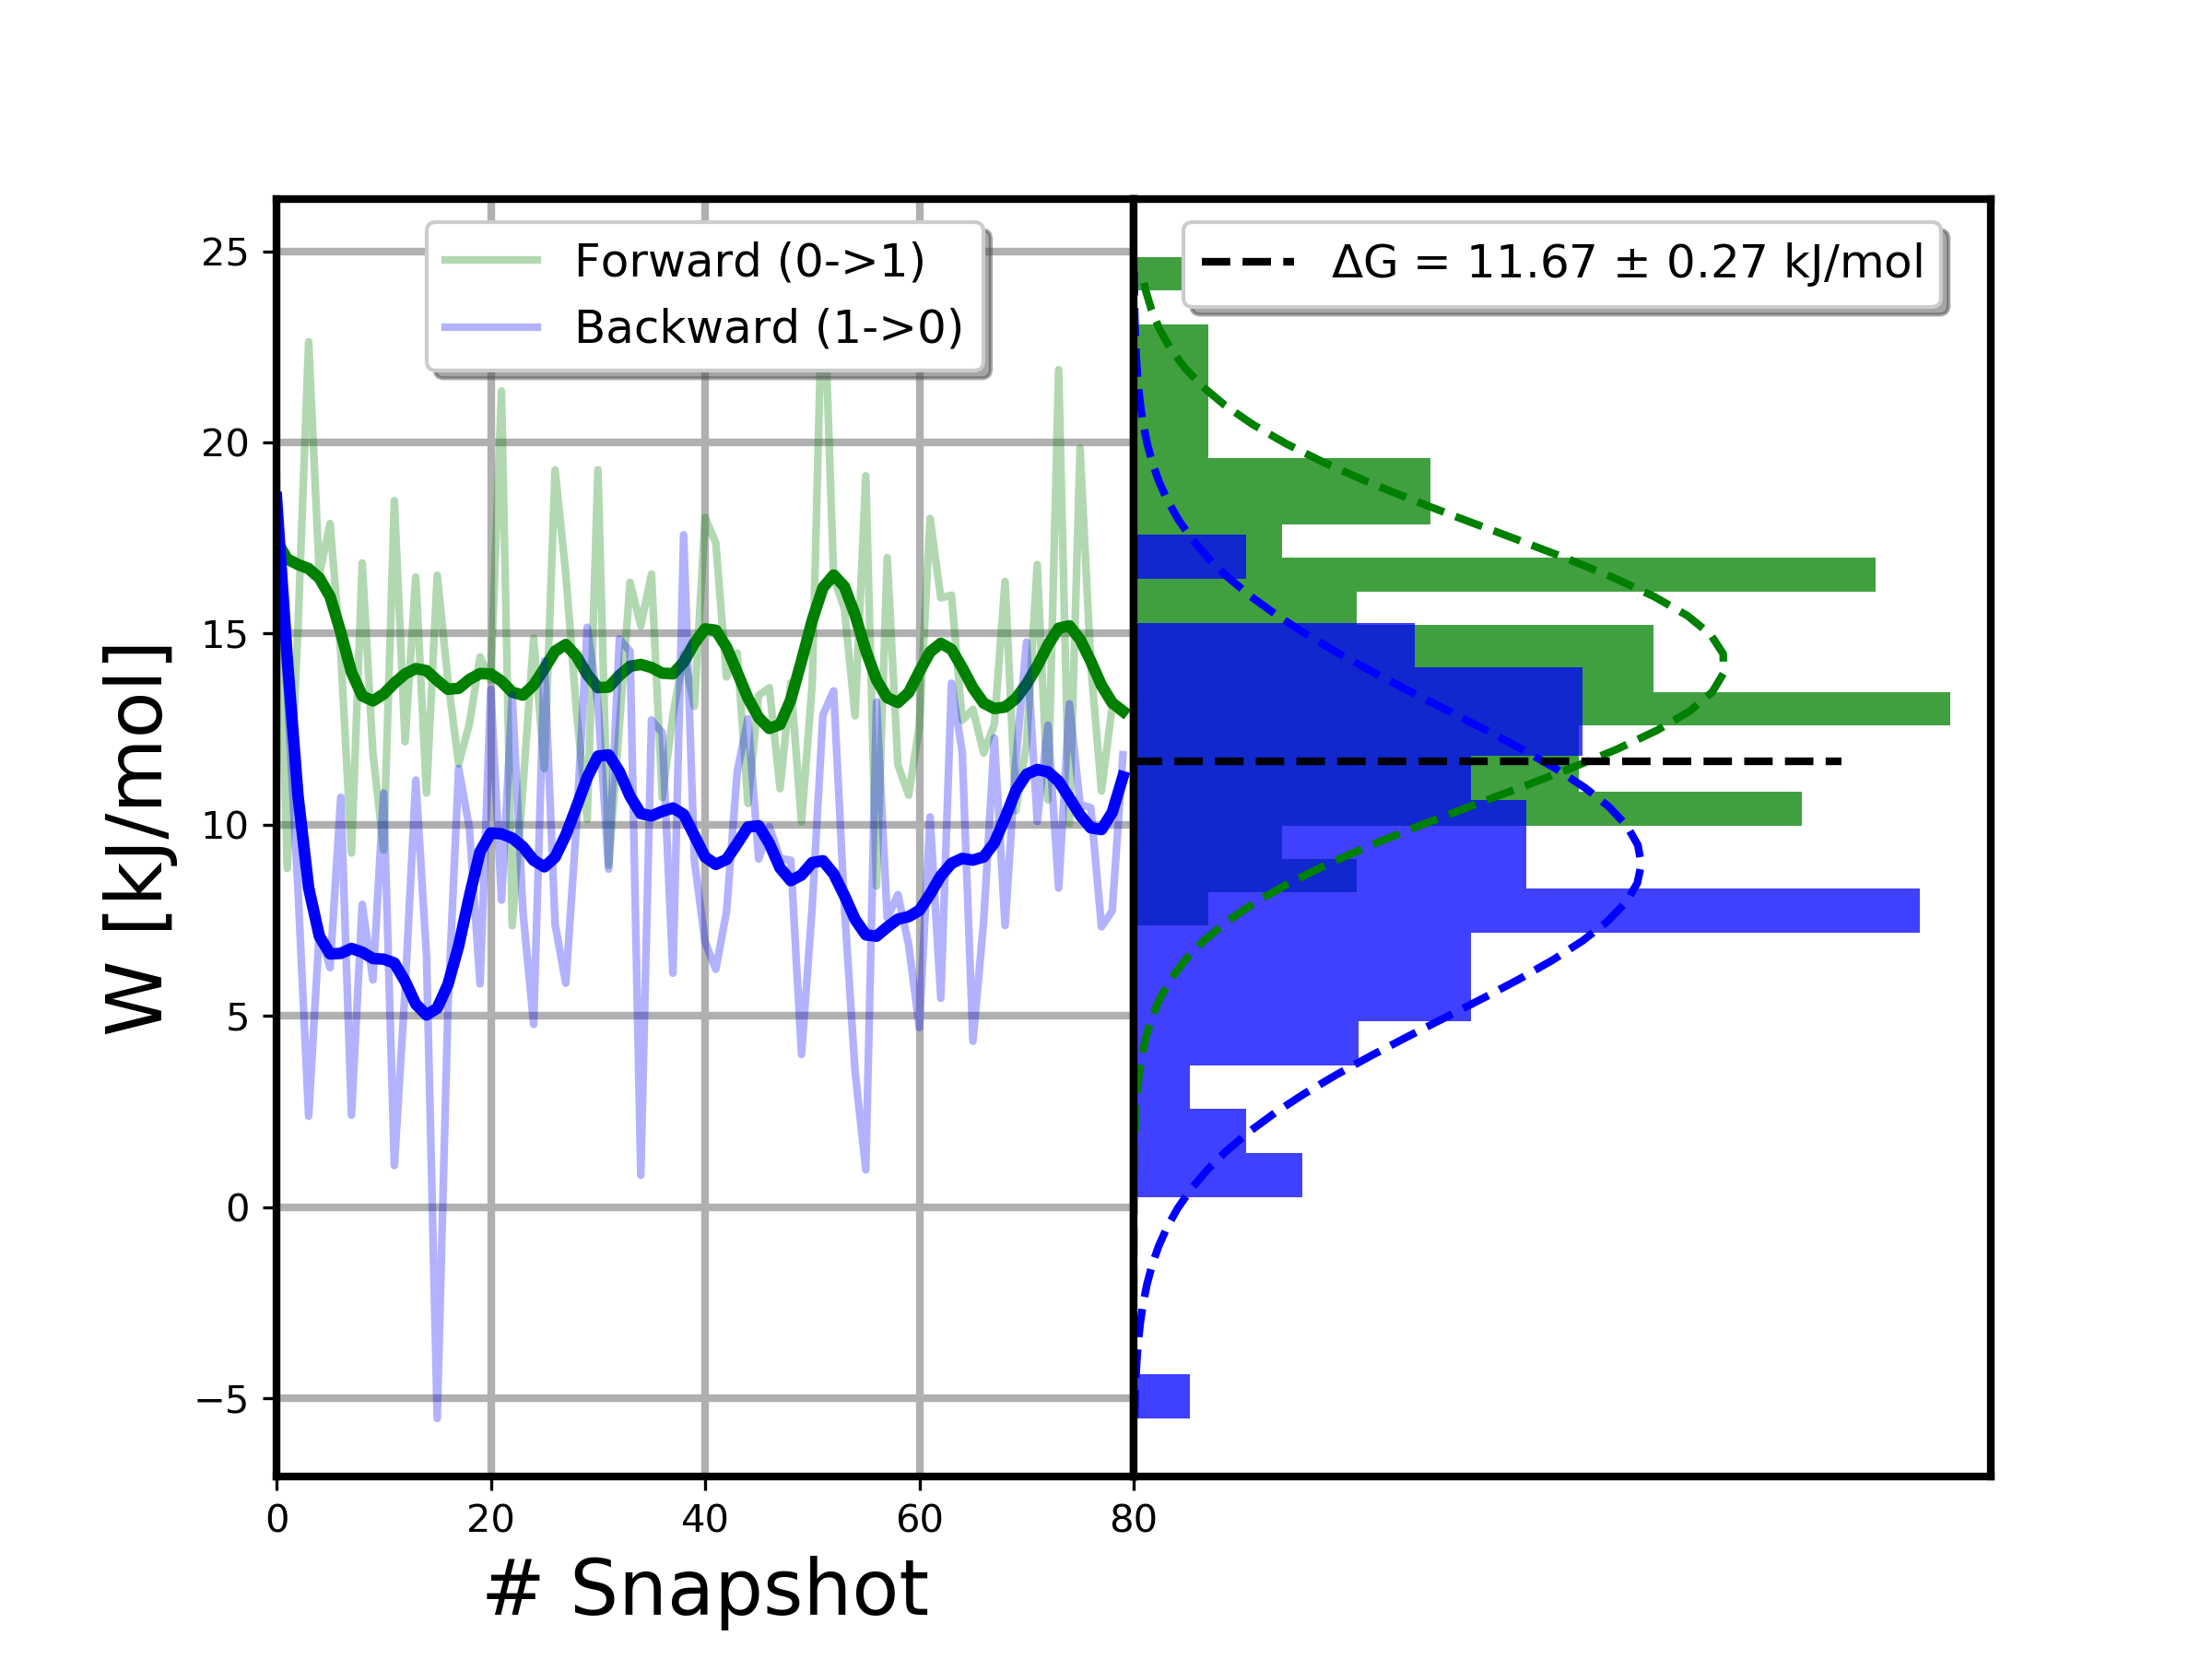 Forward (0->1)
Backward (1->0)
ΔG = 11.67 ± 0.27 kJ/mol
W [kJ/mol]
25
20
15
10
5
0
−5
0 20 40 60 80
# Snapshot